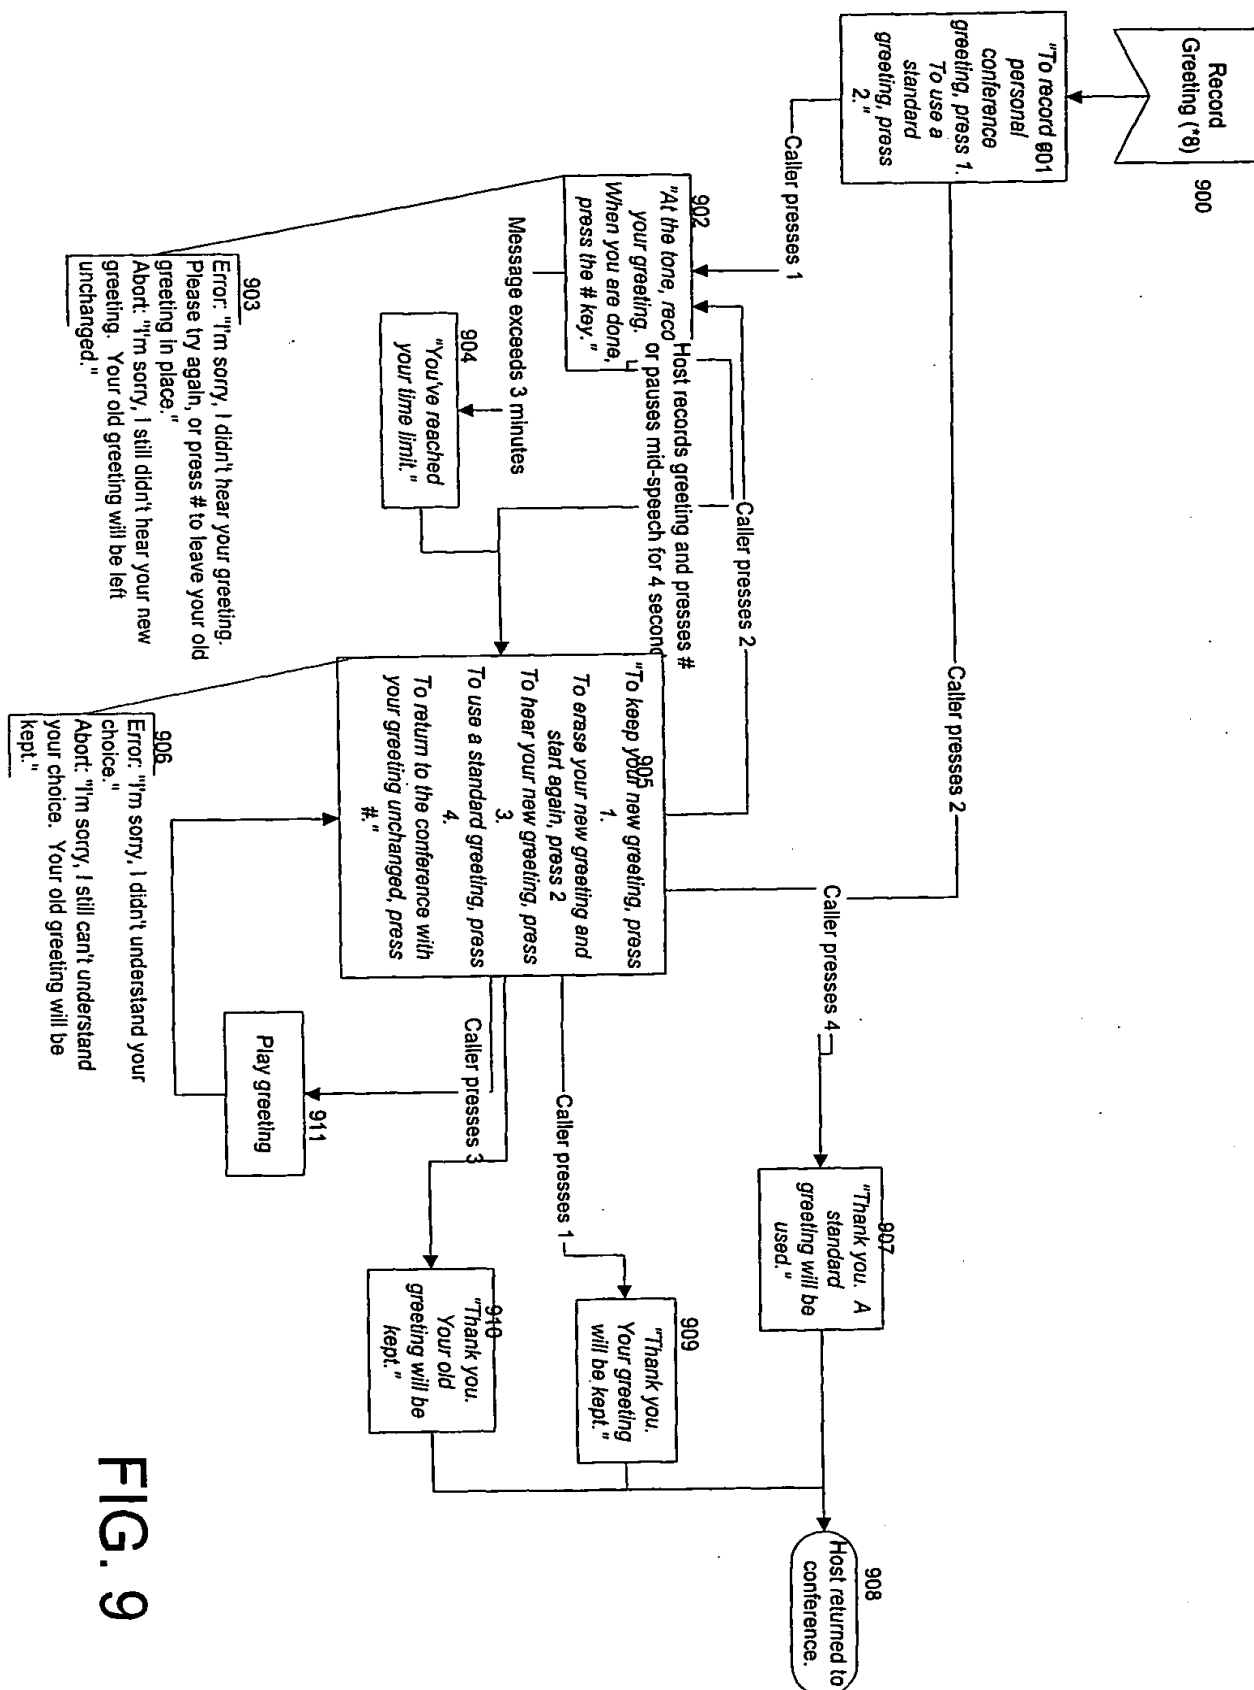 Record
Greeting (*8)
900
901
"To record
personal
conference
greeting, press 1.
To use a
standard
greeting, press
2."
Caller presses 1
Caller presses 2
902
"At the tone, reco
your greeting.
When you are done,
press the # key."
Host records greeting and presses #
or pauses mid-speech for 4 second
Caller presses 2
Message exceeds 3 minutes
904
"You've reached
your time limit."
903
Error: "I'm sorry, I didn't hear your greeting.
Please try again, or press # to leave your old
greeting in place."
Abort: "I'm sorry, I still didn't hear your new
greeting. Your old greeting will be left
unchanged."
905
"To keep your new greeting, press
1.
To erase your new greeting and
start again, press 2
To hear your new greeting, press
3.
To use a standard greeting, press
4.
To return to the conference with
your greeting unchanged, press
#."
906
Error: "I'm sorry, I didn't understand your
choice."
Abort: "I'm sorry, I still can't understand
your choice. Your old greeting will be
kept."
Caller presses 4
Caller presses 1
Caller presses 3
Play greeting
911
907
"Thank you. A
standard
greeting will be
used."
909
"Thank you.
Your greeting
will be kept."
910
"Thank you.
Your old
greeting will be
kept."
908
Host returned to
conference.
FIG. 9